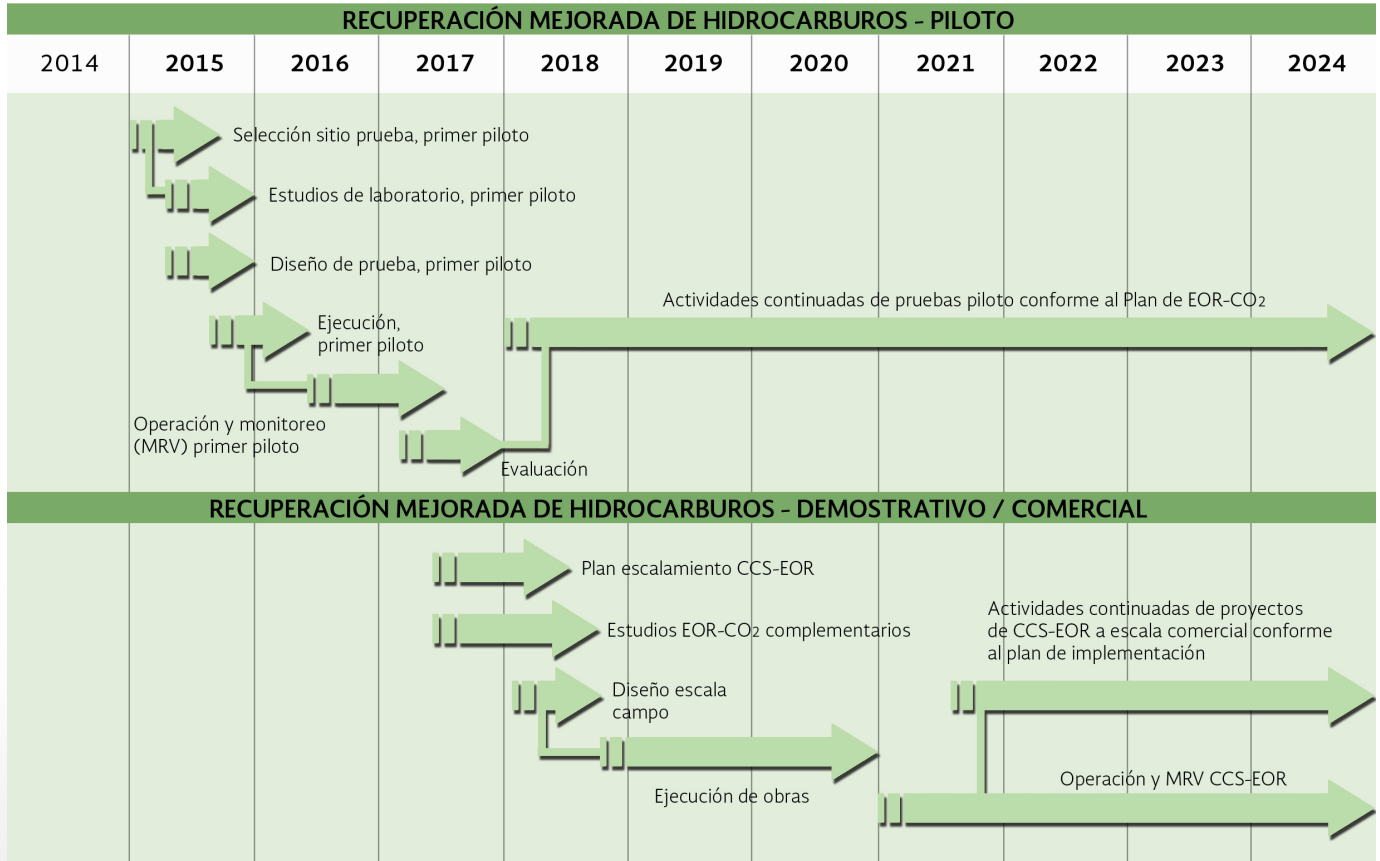 RECUPERACIÓN MEJORADA DE HIDROCARBUROS - PILOTO
2014 2015 2016 2017 2018 2019 2020 2021 2022 2023 2024
Selección sitio prueba, primer piloto
Estudios de laboratorio, primer piloto
Diseño de prueba, primer piloto
Actividades continuadas de pruebas piloto conforme al Plan de EOR-CO2
Ejecución,
primer piloto
Operación y monitoreo
(MRV) primer piloto
Evaluación
RECUPERACIÓN MEJORADA DE HIDROCARBUROS - DEMOSTRATIVO / COMERCIAL
Plan escalamiento CCS-EOR
Estudios EOR-CO2 complementarios
Actividades continuadas de proyectos
de CCS-EOR a escala comercial conforme
al plan de implementación
Diseño escala
campo
Ejecución de obras
Operación y MRV CCS-EOR